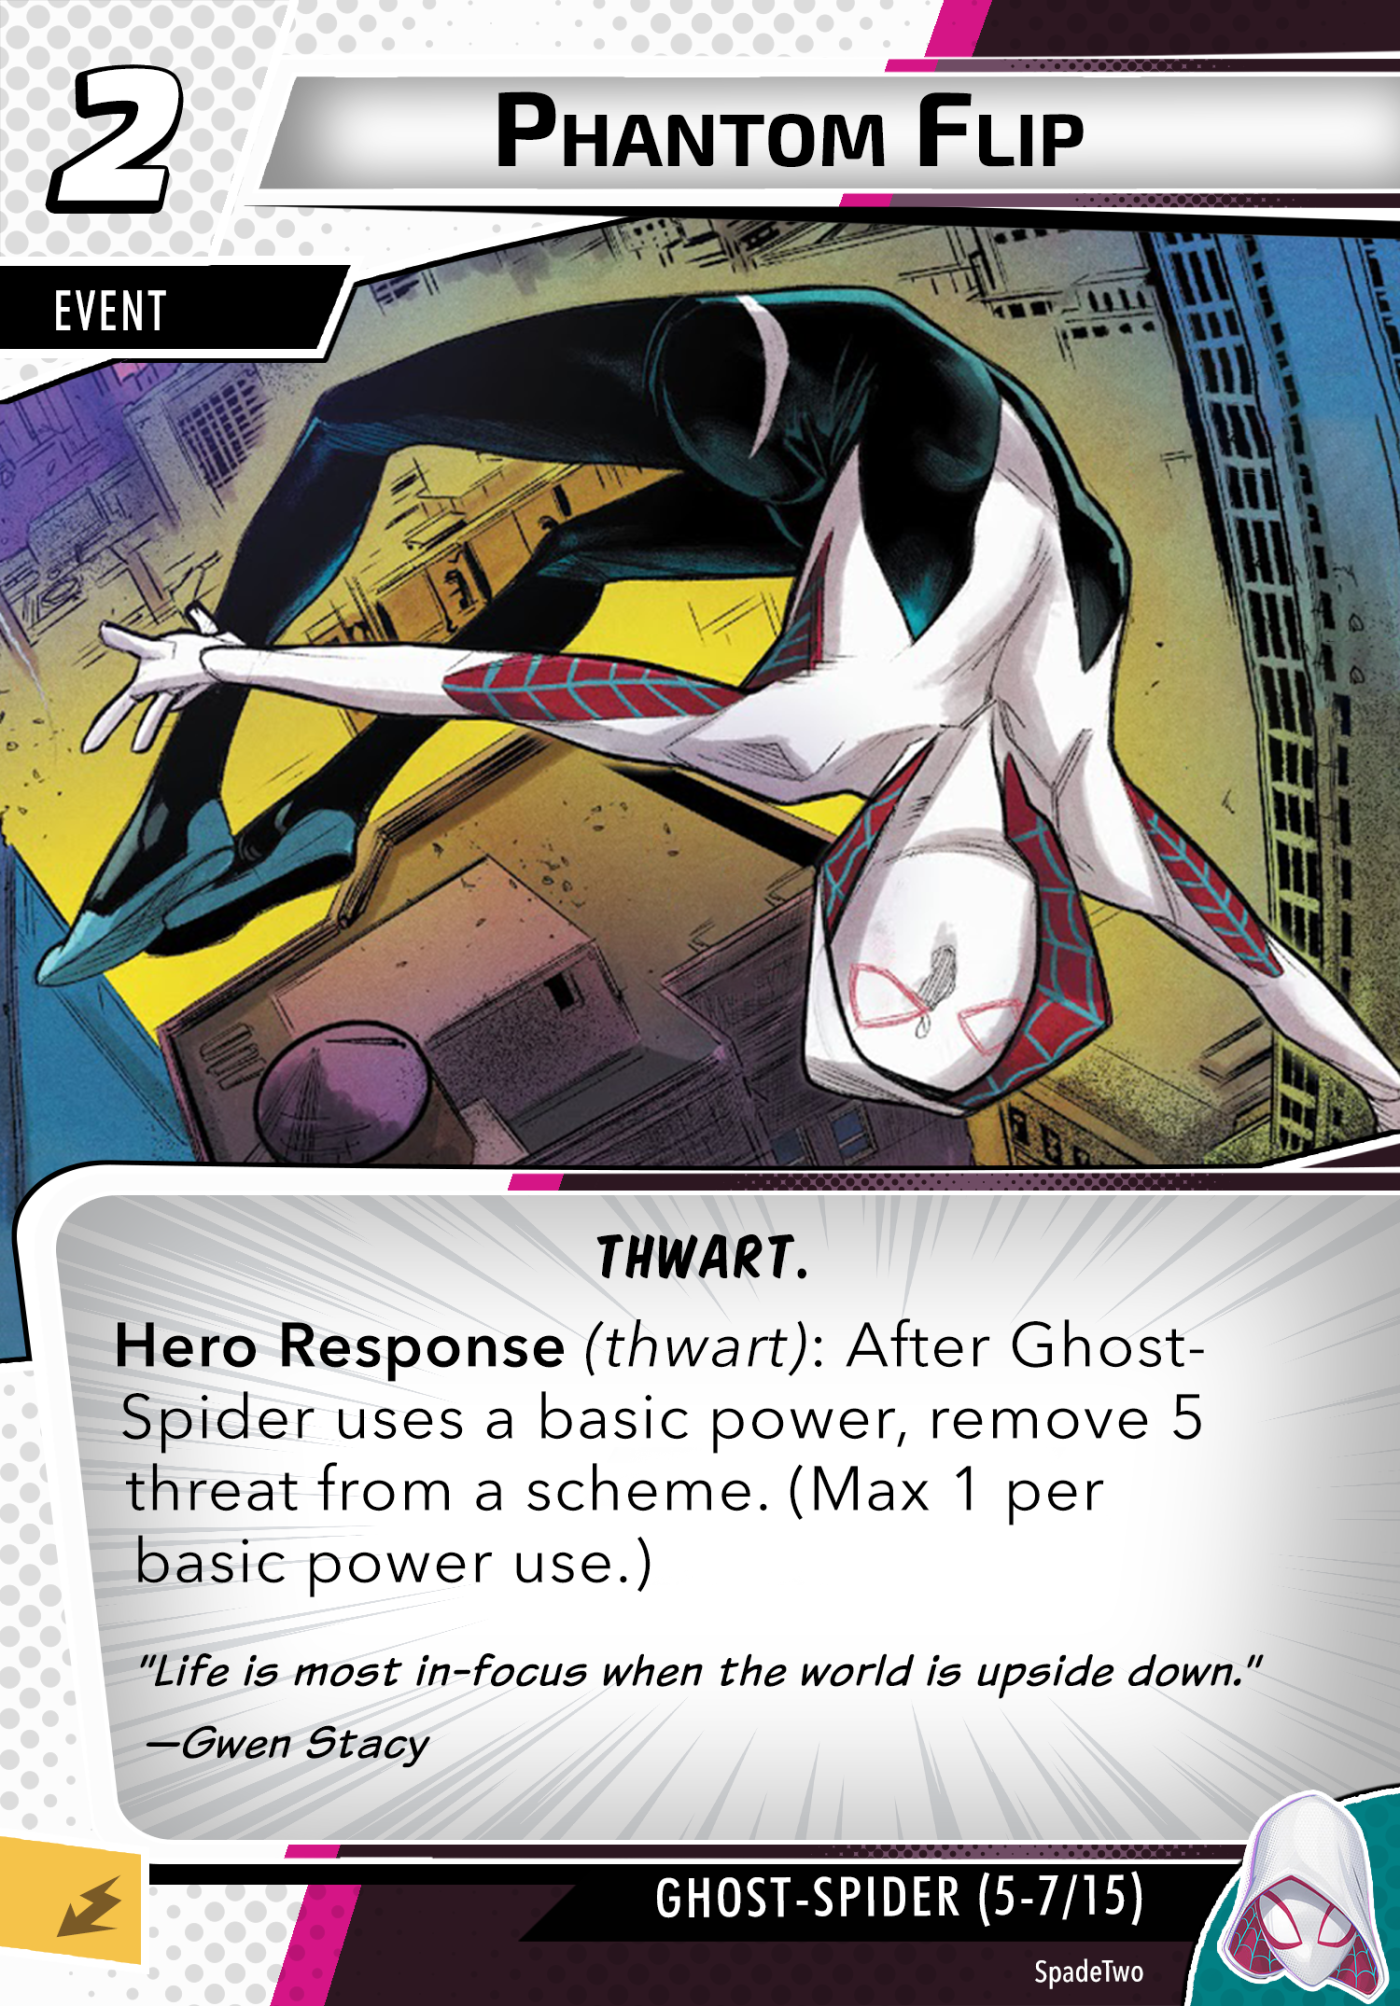 2
PHANTOM FLIP
EVENT
THWART.
Hero Response (thwart): After Ghost-
Spider uses a basic power, remove 5
threat from a scheme. (Max 1 per
basic power use.)
"Life is most in-focus when the world is upside down."
—Gwen Stacy
GHOST-SPIDER (5-7/15)
SpadeTwo